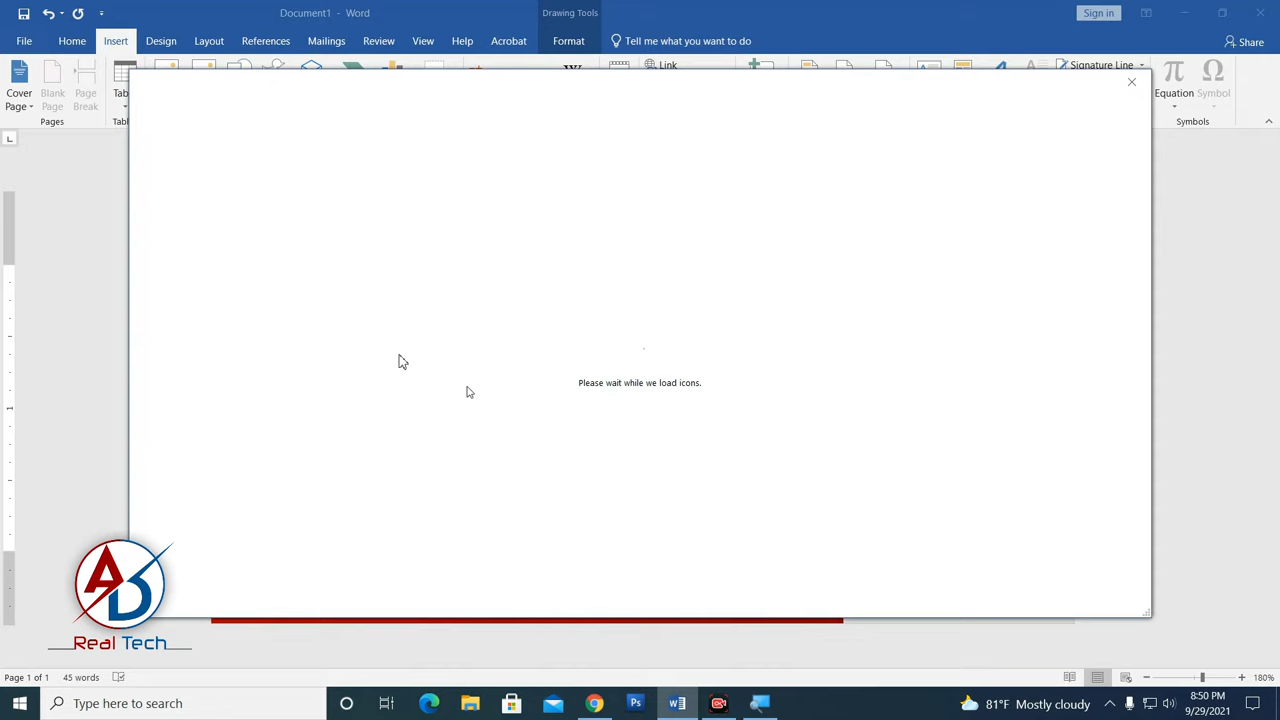 Document1 - Word
Drawing Tools
Sign in
File
Home
Insert
Design
Layout
References
Mailings
Review
View
Help
Acrobat
Format
Tell me what you want to do
Share
Link
Signature Line
Cover
Page
Blank
Page
Page
Break
Equation
Symbol
Pages
Symbols
Please wait while we load icons.
AD
Real Tech
Page 1 of 1
45 words
180%
Type here to search
Ps
81°F Mostly cloudy
8:50 PM
9/29/2021